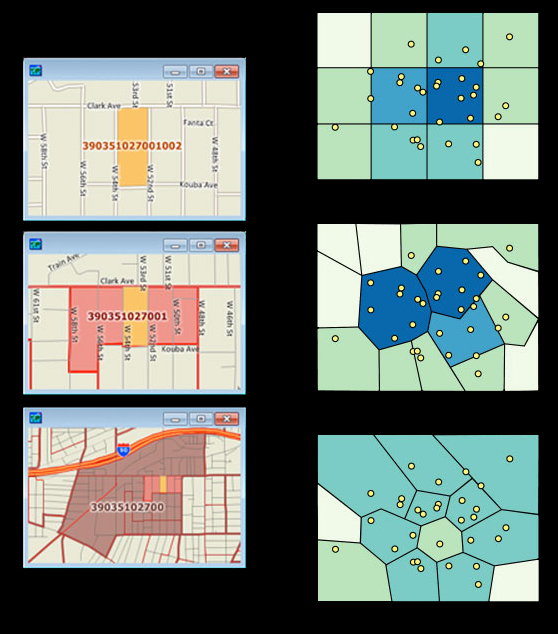 Clark Ave
53rd St
51st St
Fanta Ct
390351027001002
W 58th St
W 56th St
W 54th St
W 52nd St
W 48th St
Kouba Ave
Train Ave
Clark Ave
W 53rd St
W 51st St
W 61st St
W 58th St
390351027001
W 56th St
W 54th St
W 52nd St
W 50th St
W 48th St
W 46th St
Kouba Ave
90
39035102700